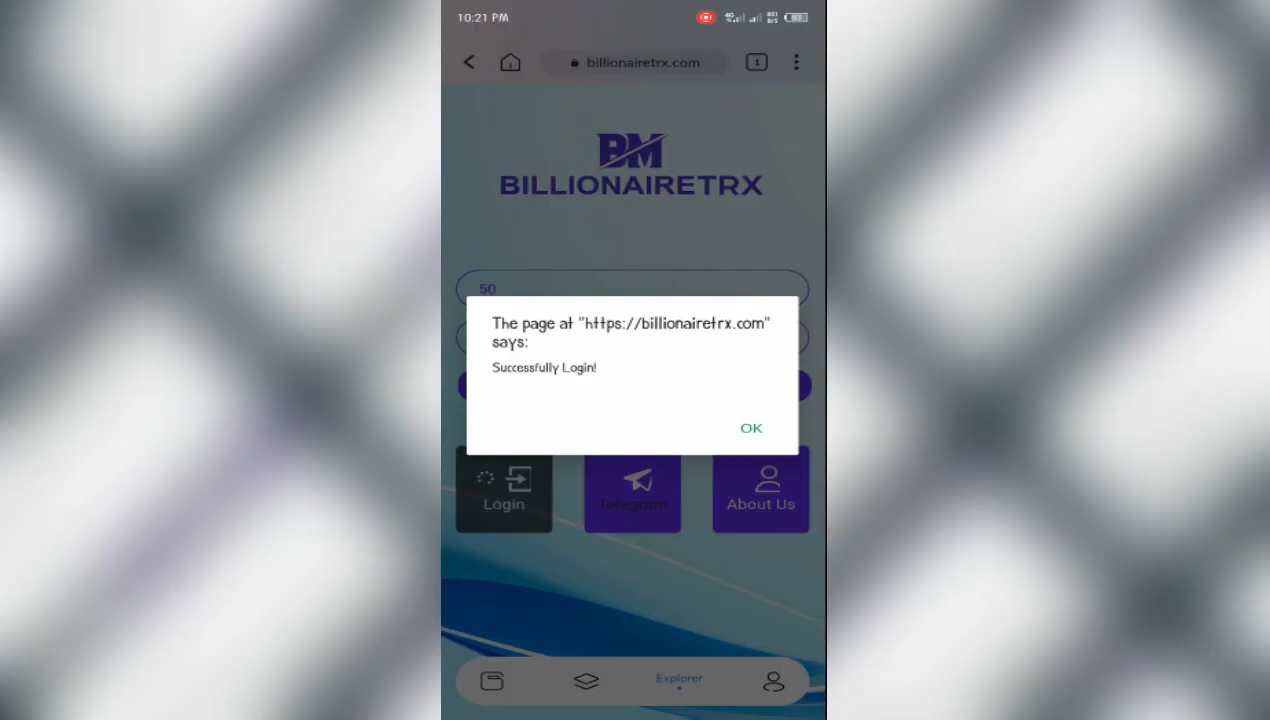 10:21 PM
4G
billionairetrx.com
1
BM
BILLIONAIRETRX
50
The page at "https://billionairetrx.com"
says:
Successfully Login!
OK
Login
Telegram
About Us
Explorer